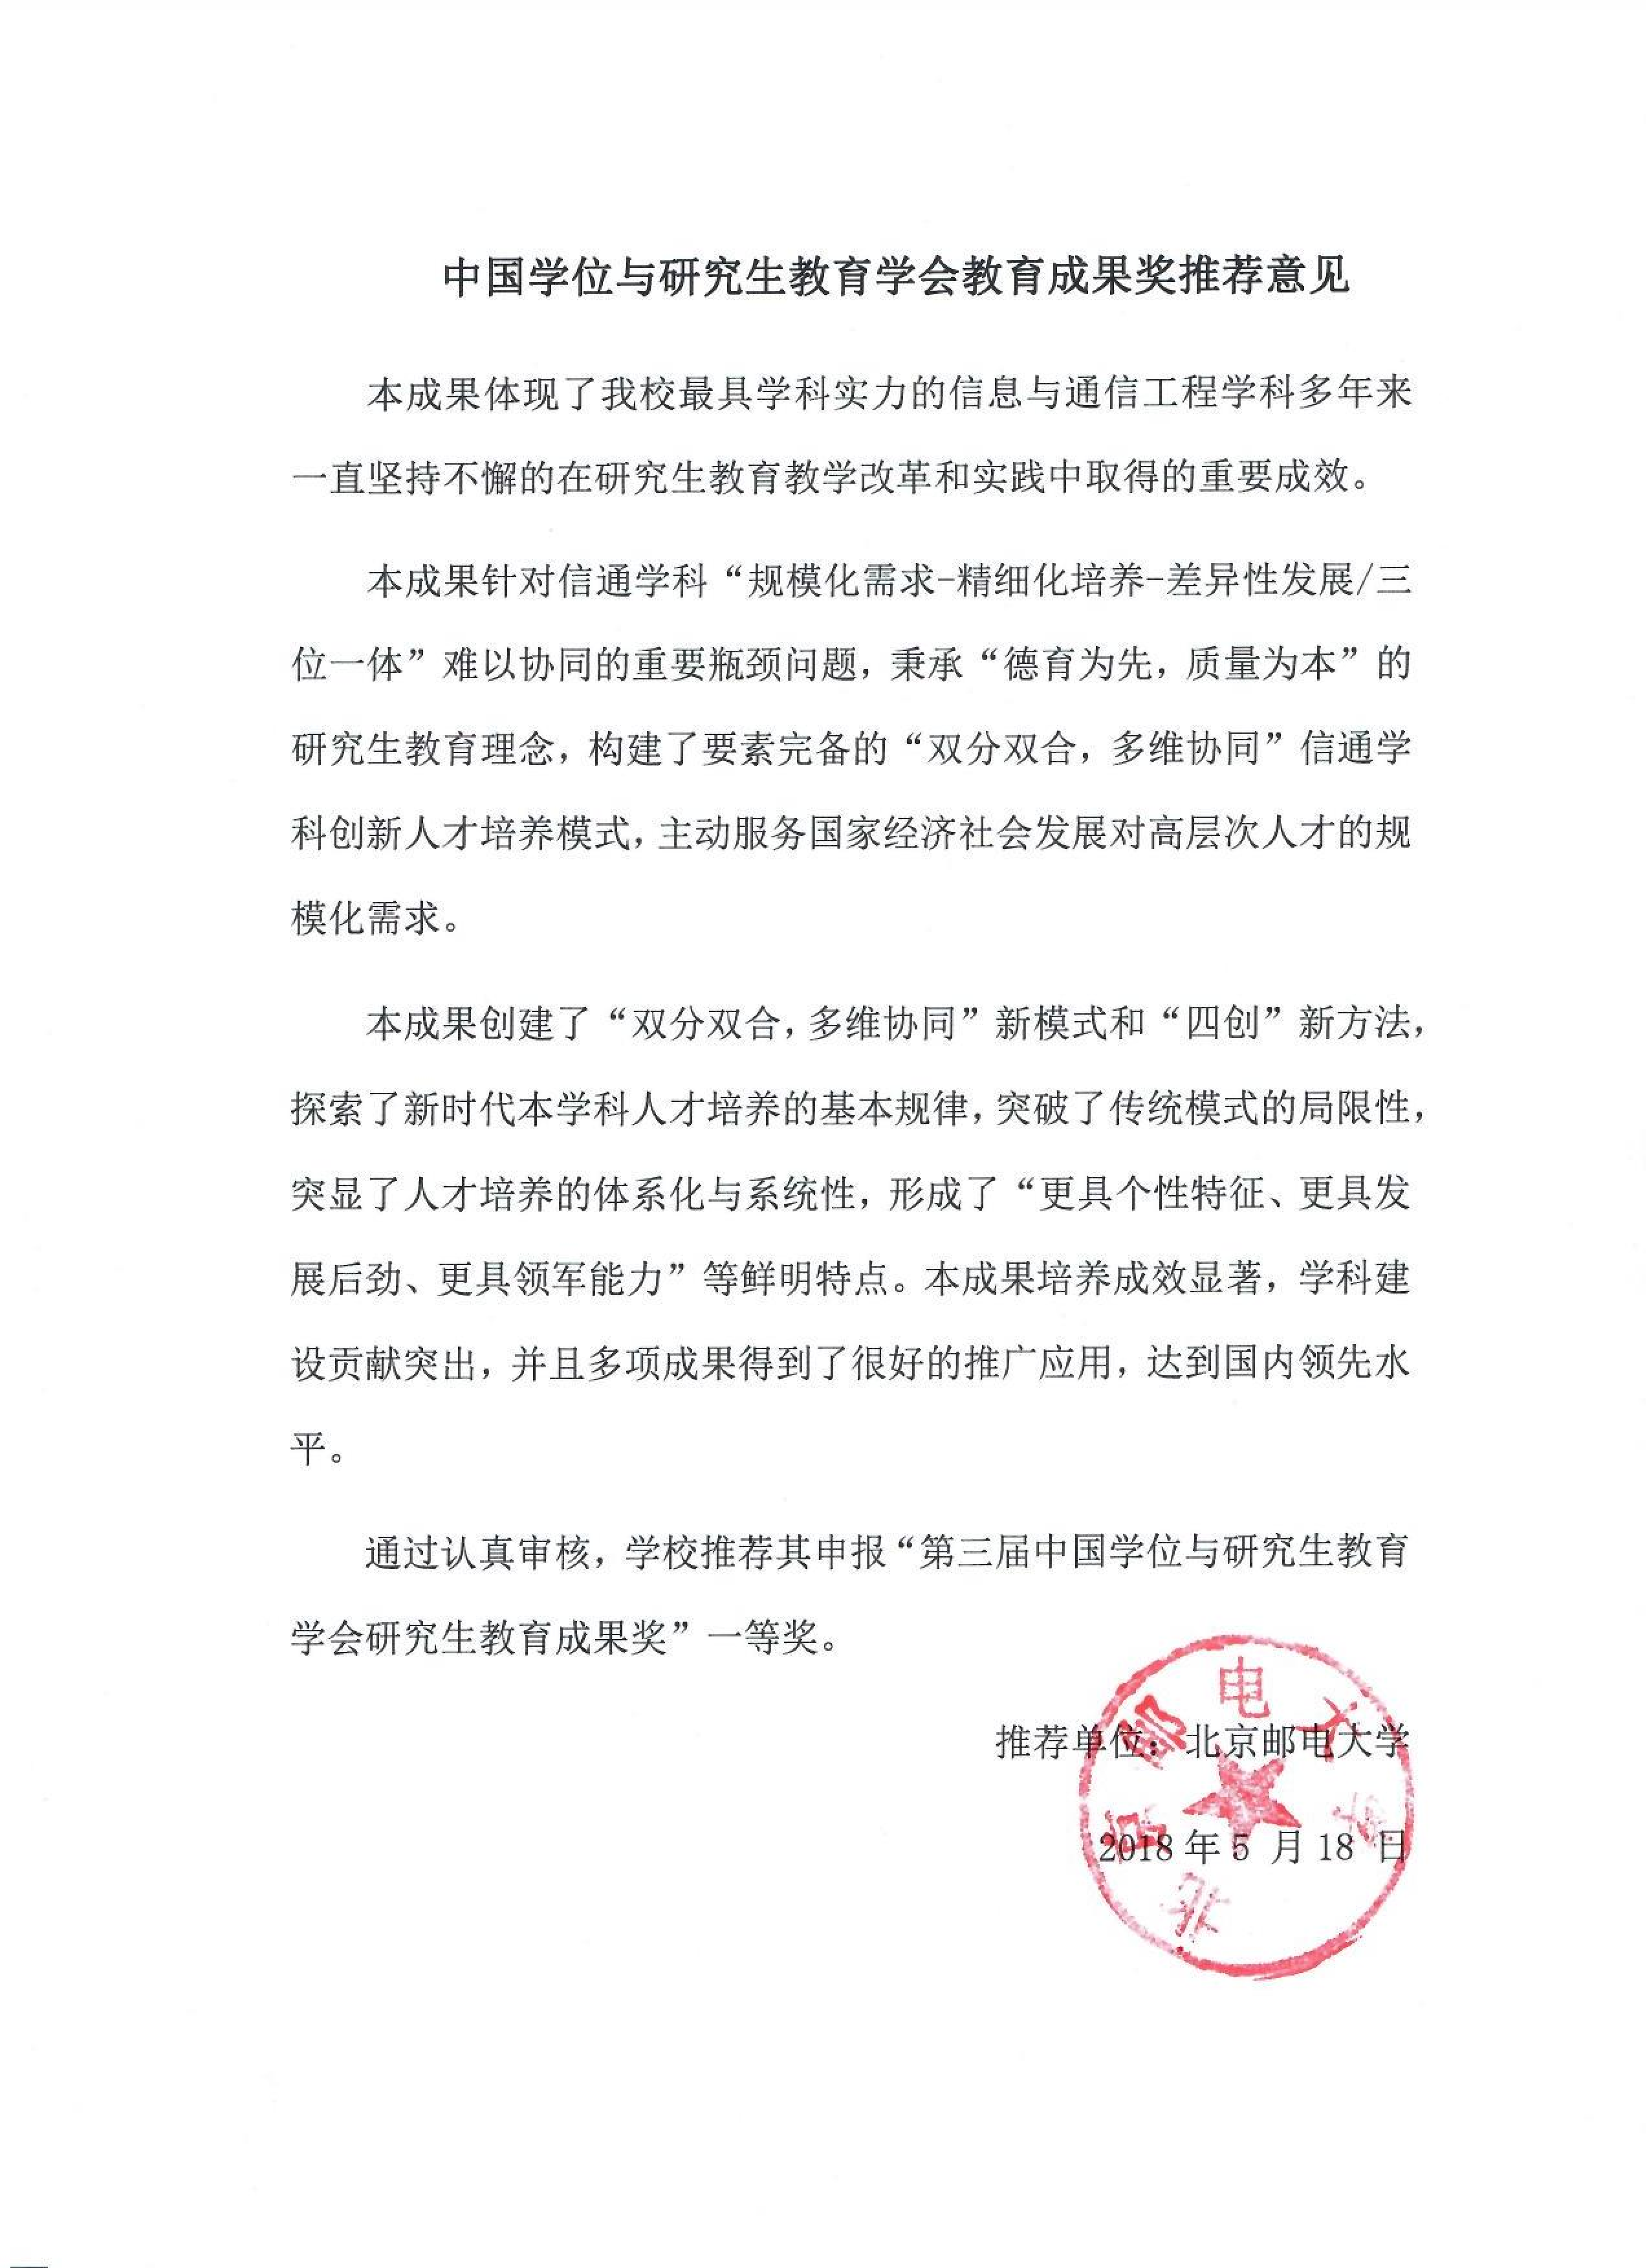 中国学位与研究生教育学会教育成果奖推荐意见
本成果体现了我校最具学科实力的信息与通信工程学科多年来
一直坚持不懈的在研究生教育教学改革和实践中取得的重要成效。
本成果针对信通学科“规模化需求-精细化培养-差异性发展/三
位一体”难以协同的重要瓶颈问题，秉承“德育为先，质量为本”的
研究生教育理念，构建了要素完备的“双分双合，多维协同”信通学
科创新人才培养模式，主动服务国家经济社会发展对高层次人才的规
模化需求。
本成果创建了“双分双合，多维协同”新模式和“四创”新方法，
探索了新时代本学科人才培养的基本规律，突破了传统模式的局限性，
突显了人才培养的体系化与系统性，形成了“更具个性特征、更具发
展后劲、更具领军能力”等鲜明特点。本成果培养成效显著，学科建
设贡献突出，并且多项成果得到了很好的推广应用，达到国内领先水
平。
通过认真审核，学校推荐其申报“第三届中国学位与研究生教育
学会研究生教育成果奖”一等奖。
推荐单位：北京邮电大学
2018年5 月18 日
北京邮电大学